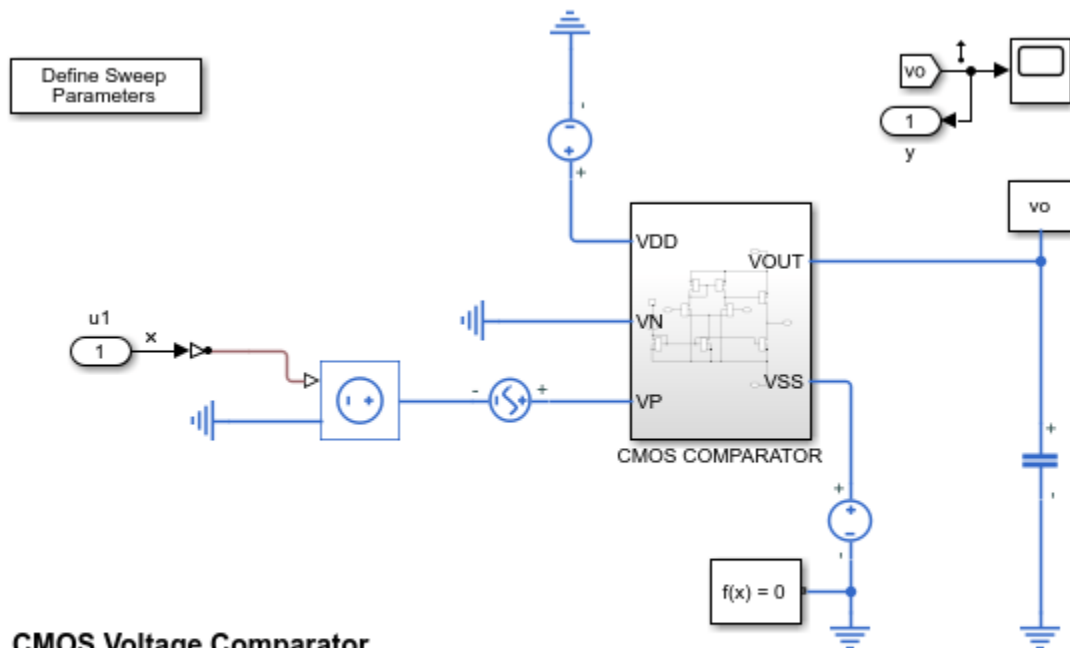 Define Sweep
Parameters
vo
1
y
vo
VDD
VOUT
u1
x
1
VN
VSS
VP
CMOS COMPARATOR
f(x) = 0
CMOS Voltage Comparator